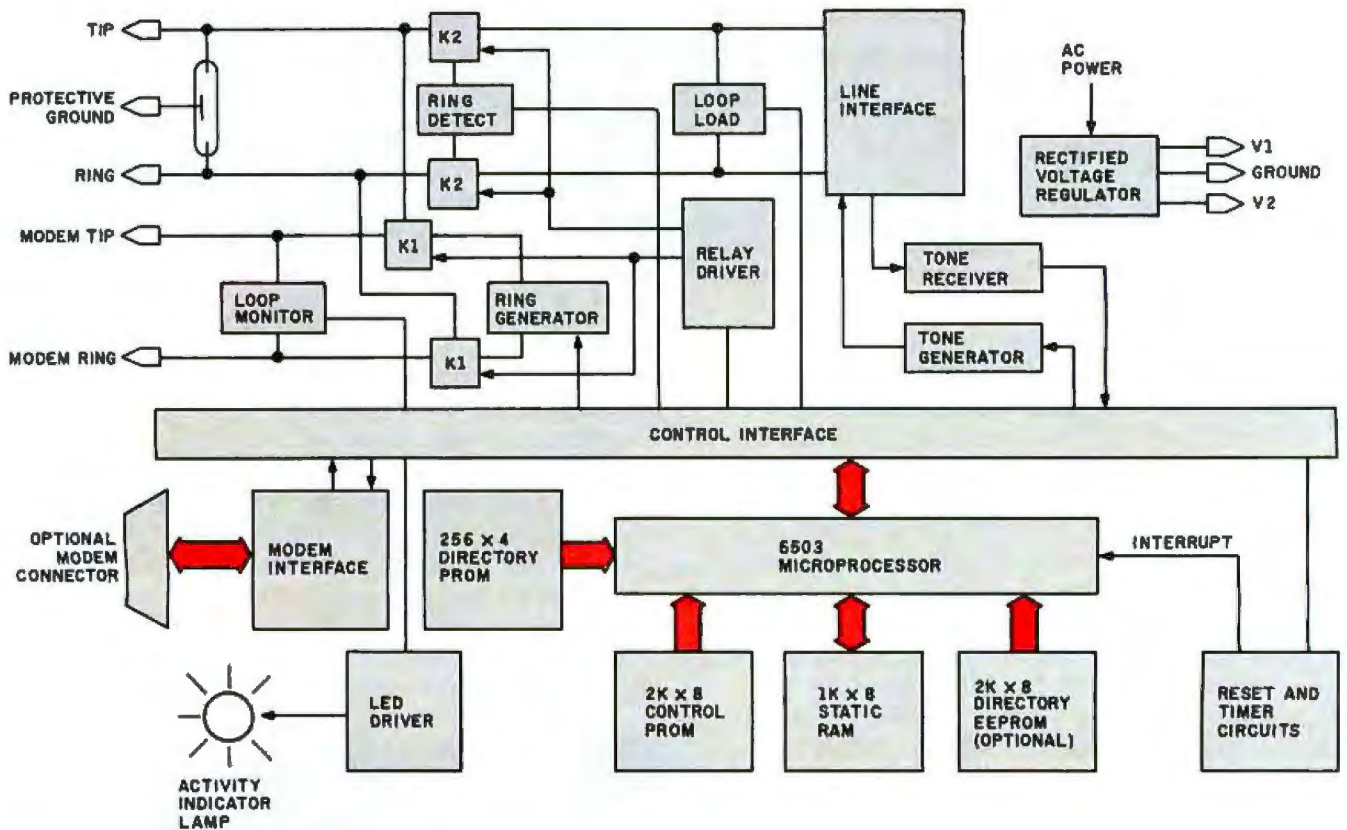 TIP
PROTECTIVE
GROUND
RING
MODEM TIP
MODEM RING
K2
RING
DETECT
K2
K1
LOOP
MONITOR
RING
GENERATOR
K1
LOOP
LOAD
RELAY
DRIVER
LINE
INTERFACE
TONE
RECEIVER
TONE
GENERATOR
AC
POWER
RECTIFIED
VOLTAGE
REGULATOR
V1
GROUND
V2
CONTROL INTERFACE
OPTIONAL
MODEM
CONNECTOR
MODEM
INTERFACE
256 × 4
DIRECTORY
PROM
6503
MICROPROCESSOR
INTERRUPT
ACTIVITY
INDICATOR
LAMP
LED
DRIVER
2K × 8
CONTROL
PROM
1K × 8
STATIC
RAM
2K × 8
DIRECTORY
EEPROM
(OPTIONAL)
RESET AND
TIMER
CIRCUITS